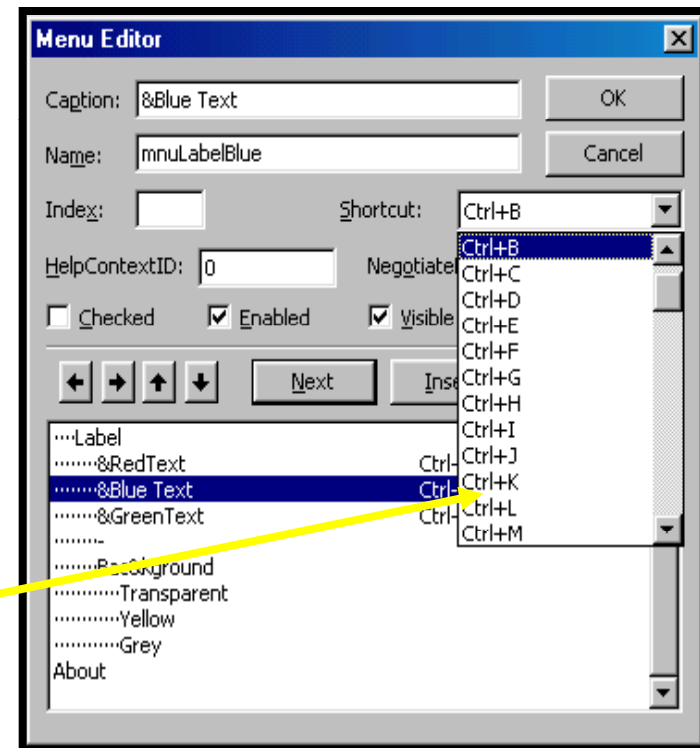 Menu Editor
Caption: &Blue Text OK
Name: mnuLabelBlue Cancel
Index: Shortcut: Ctrl+B
HelpContextID: 0
Checked Enabled Visible
Ctrl+B
Ctrl+C
Ctrl+D
Ctrl+E
Ctrl+F
Ctrl+G
Ctrl+H
Ctrl+I
Ctrl+J
Ctrl+K
Ctrl+L
Ctrl+M
Next
····Label
········&RedText
········&Blue Text
········&GreenText
········-
········Bac&kground
············Transparent
············Yellow
············Grey
About